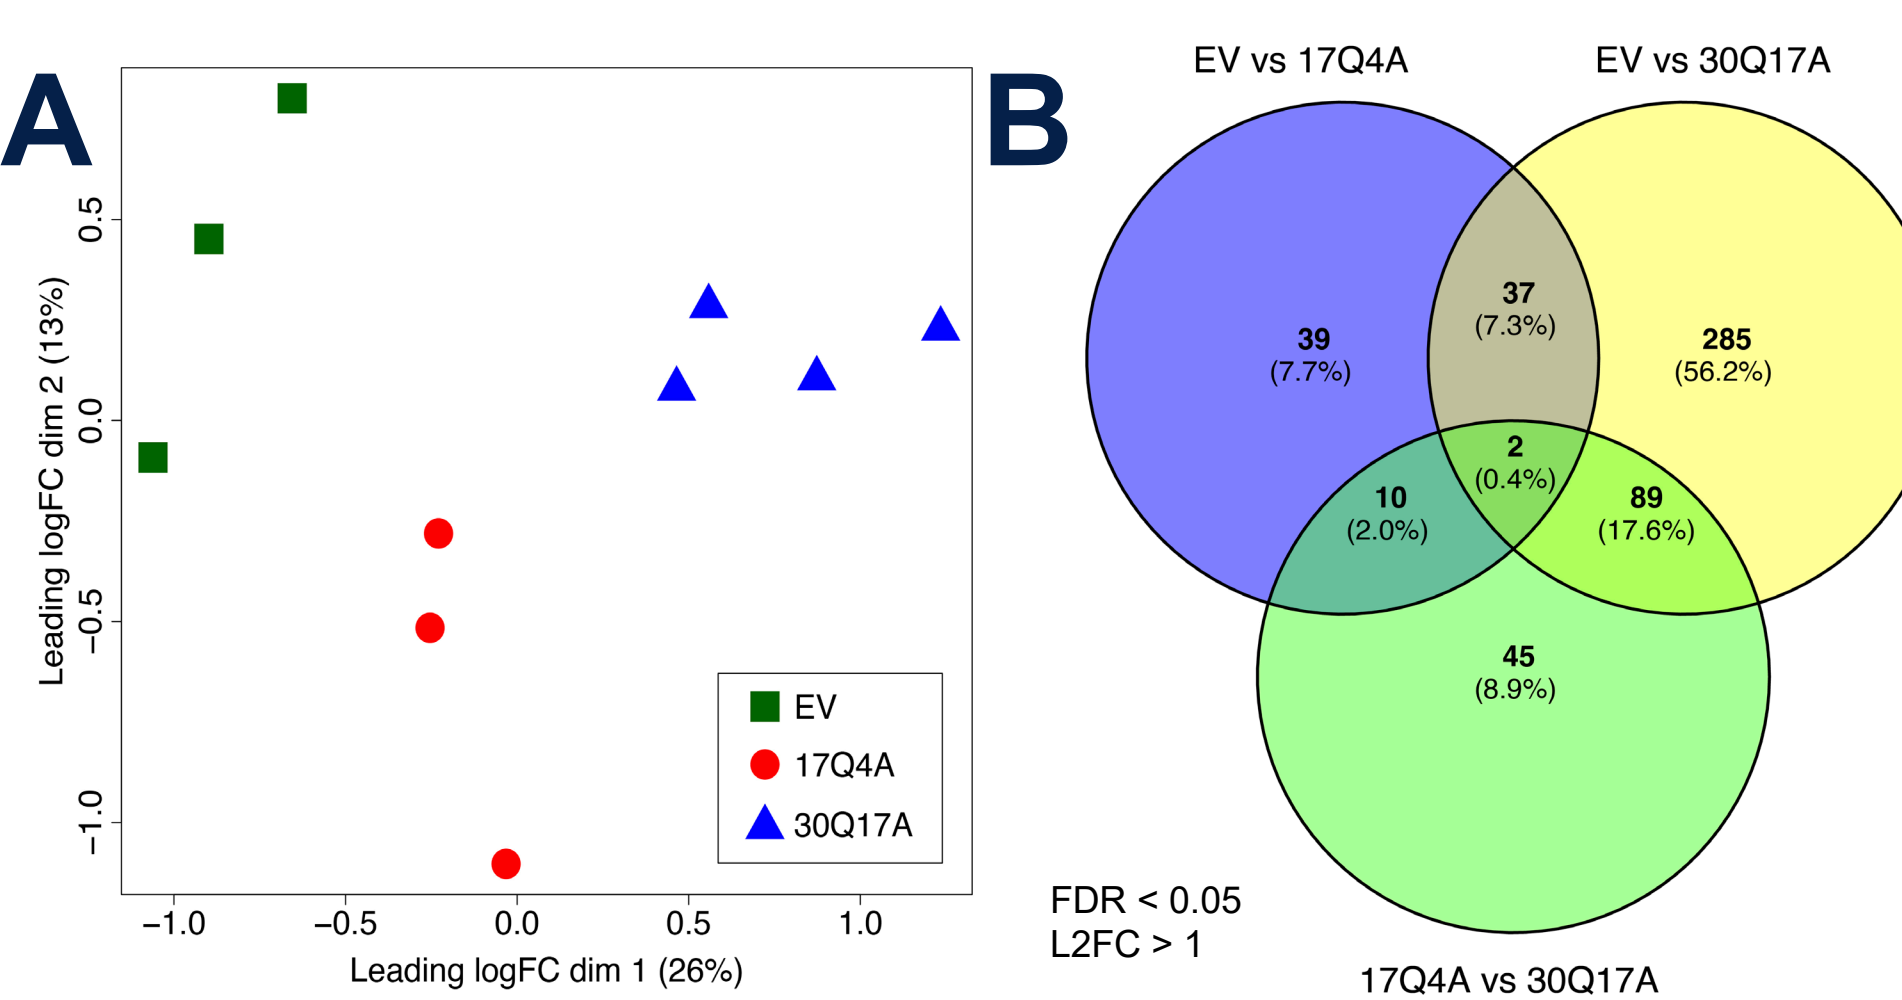 A
0.5
0.0
−0.5
−1.0
Leading logFC dim 2 (13%)
EV
17Q4A
30Q17A
−1.0 −0.5 0.0 0.5 1.0
Leading logFC dim 1 (26%)
B
EV vs 17Q4A
EV vs 30Q17A
39
(7.7%)
37
(7.3%)
285
(56.2%)
2
(0.4%)
10
(2.0%)
89
(17.6%)
45
(8.9%)
FDR < 0.05
L2FC > 1
17Q4A vs 30Q17A